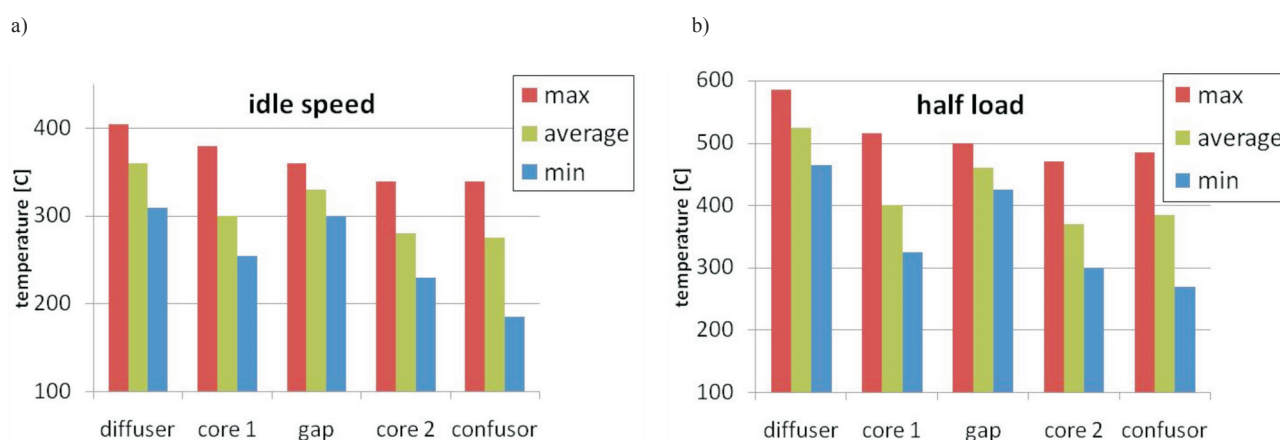 a)
idle speed
max
average
min
temperature [C]
400
300
200
100
diffuser core 1 gap core 2 confusor
b)
half load
max
average
min
temperature [C]
600
500
400
300
200
100
diffuser core 1 gap core 2 confusor